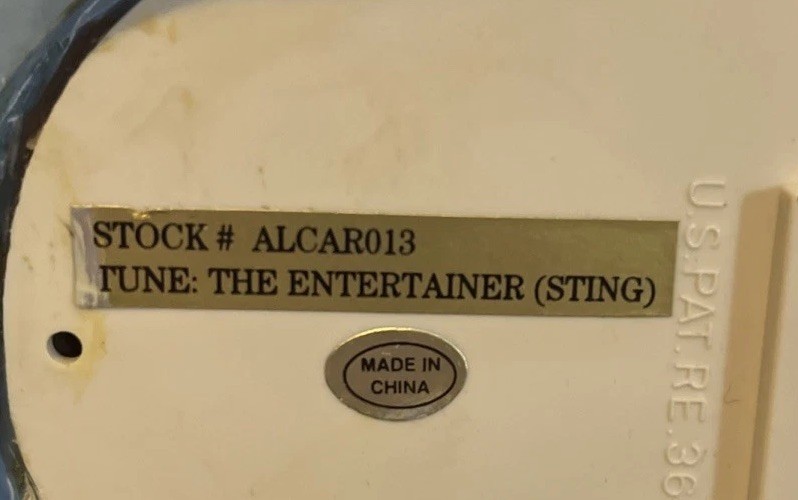 STOCK # ALCAR013
TUNE: THE ENTERTAINER (STING)
MADE IN
CHINA
U.S.PAT.RE.36